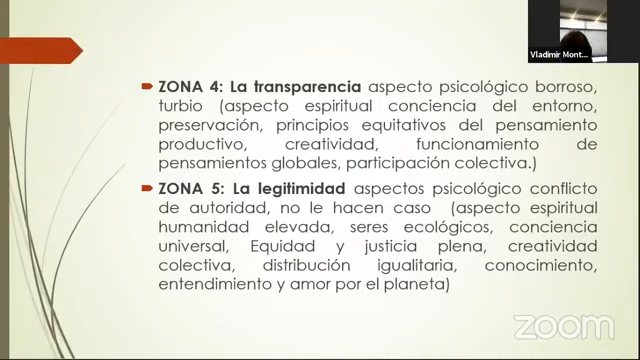 Vladimir Mont...
ZONA 4: La transparencia aspecto psicológico borroso,
turbio (aspecto espiritual conciencia del entorno,
preservación, principios equitativos del pensamiento
productivo, creatividad, funcionamiento de
pensamientos globales, participación colectiva.)
ZONA 5: La legitimidad aspectos psicológico conflicto
de autoridad, no le hacen caso (aspecto espiritual
humanidad elevada, seres ecológicos, conciencia
universal, Equidad y justicia plena, creatividad
colectiva, distribución igualitaria, conocimiento,
entendimiento y amor por el planeta)
zoom